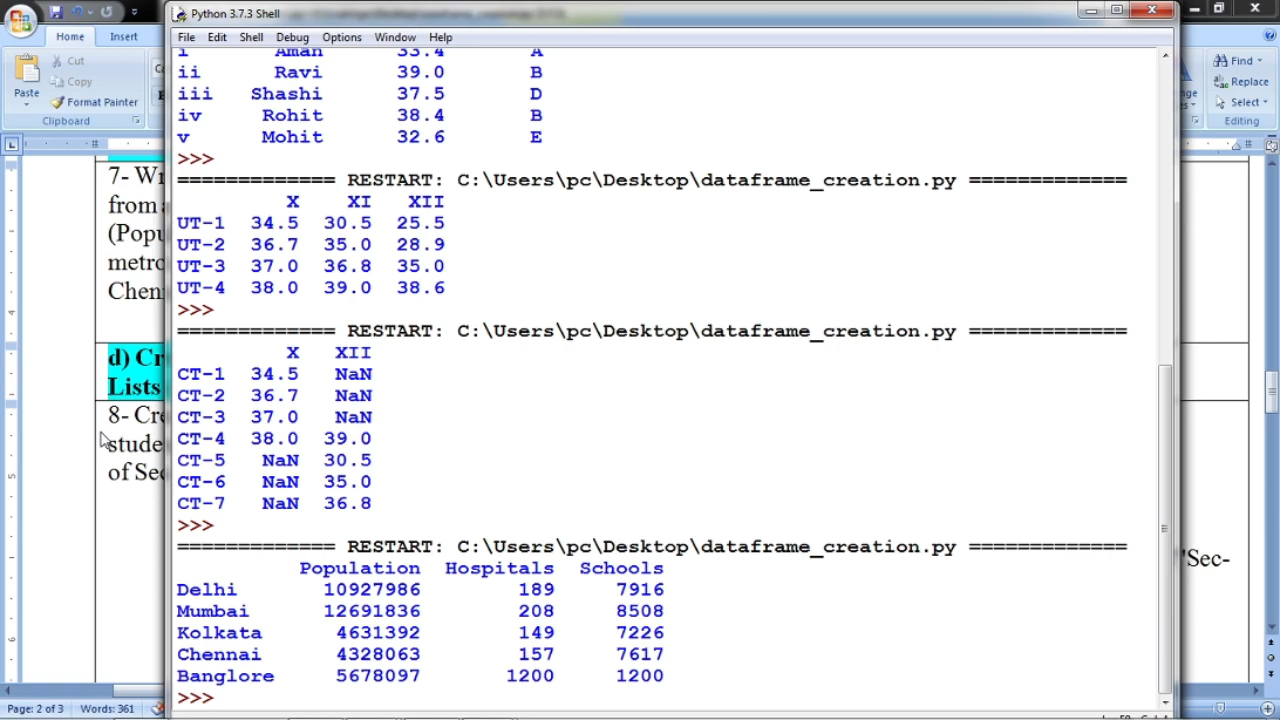 Python 3.7.3 Shell
Home Insert
File Edit Shell Debug Options Window Help
Cut
Copy
Format Painter
Paste
Clipboard
Find
Replace
Select
Editing
i Aman 33.4 A
ii Ravi 39.0 B
iii Shashi 37.5 D
iv Rohit 38.4 B
v Mohit 32.6 E
>>>
============= RESTART: C:\Users\pc\Desktop\dataframe_creation.py =============
X XI XII
UT-1 34.5 30.5 25.5
UT-2 36.7 35.0 28.9
UT-3 37.0 36.8 35.0
UT-4 38.0 39.0 38.6
>>>
============= RESTART: C:\Users\pc\Desktop\dataframe_creation.py =============
X XII
CT-1 34.5 NaN
CT-2 36.7 NaN
CT-3 37.0 NaN
CT-4 38.0 39.0
CT-5 NaN 30.5
CT-6 NaN 35.0
CT-7 NaN 36.8
>>>
============= RESTART: C:\Users\pc\Desktop\dataframe_creation.py =============
Population Hospitals Schools
Delhi 10927986 189 7916
Mumbai 12691836 208 8508
Kolkata 4631392 149 7226
Chennai 4328063 157 7617
Banglore 5678097 1200 1200
>>>
7- Wr
from a
(Popu
metro
Chenn
d) Cr
Lists
8- Cre
stude
of Sec
'Sec-
Page: 2 of 3 Words: 361